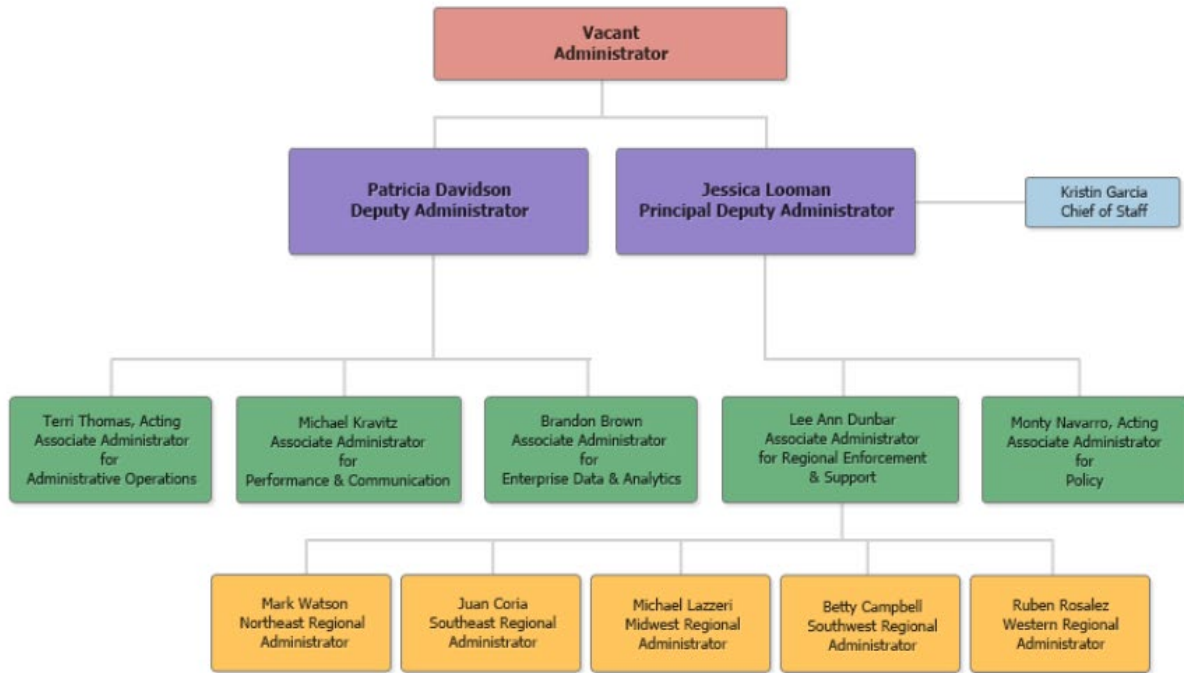 Vacant
Administrator
Patricia Davidson
Deputy Administrator
Jessica Looman
Principal Deputy Administrator
Kristin Garcia
Chief of Staff
Terri Thomas, Acting
Associate Administrator
for
Administrative Operations
Michael Kravitz
Associate Administrator
for
Performance & Communication
Brandon Brown
Associate Administrator
for
Enterprise Data & Analytics
Lee Ann Dunbar
Associate Administrator
for Regional Enforcement
& Support
Monty Navarro, Acting
Associate Administrator
for
Policy
Mark Watson
Northeast Regional
Administrator
Juan Coria
Southeast Regional
Administrator
Michael Lazzeri
Midwest Regional
Administrator
Betty Campbell
Southwest Regional
Administrator
Ruben Rosalez
Western Regional
Administrator